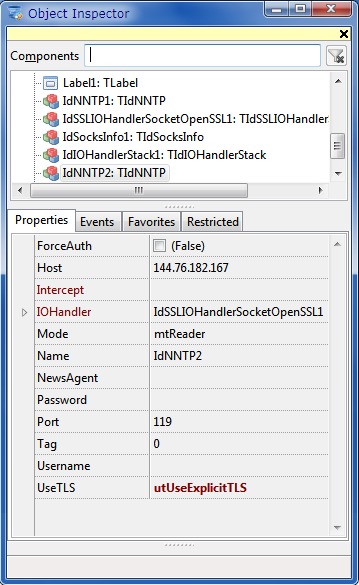 Object Inspector
Components
Label1: TLabel
IdNNTP1: TIdNNTP
IdSSLIOHandlerSocketOpenSSL1: TIdSSLIOHandler
IdSocksInfo1: TIdSocksInfo
IdIOHandlerStack1: TIdIOHandlerStack
IdNNTP2: TIdNNTP
Properties Events Favorites Restricted
ForceAuth (False)
Host 144.76.182.167
Intercept
IOHandler IdSSLIOHandlerSocketOpenSSL1
Mode mtReader
Name IdNNTP2
NewsAgent
Password
Port 119
Tag 0
Username
UseTLS utUseExplicitTLS